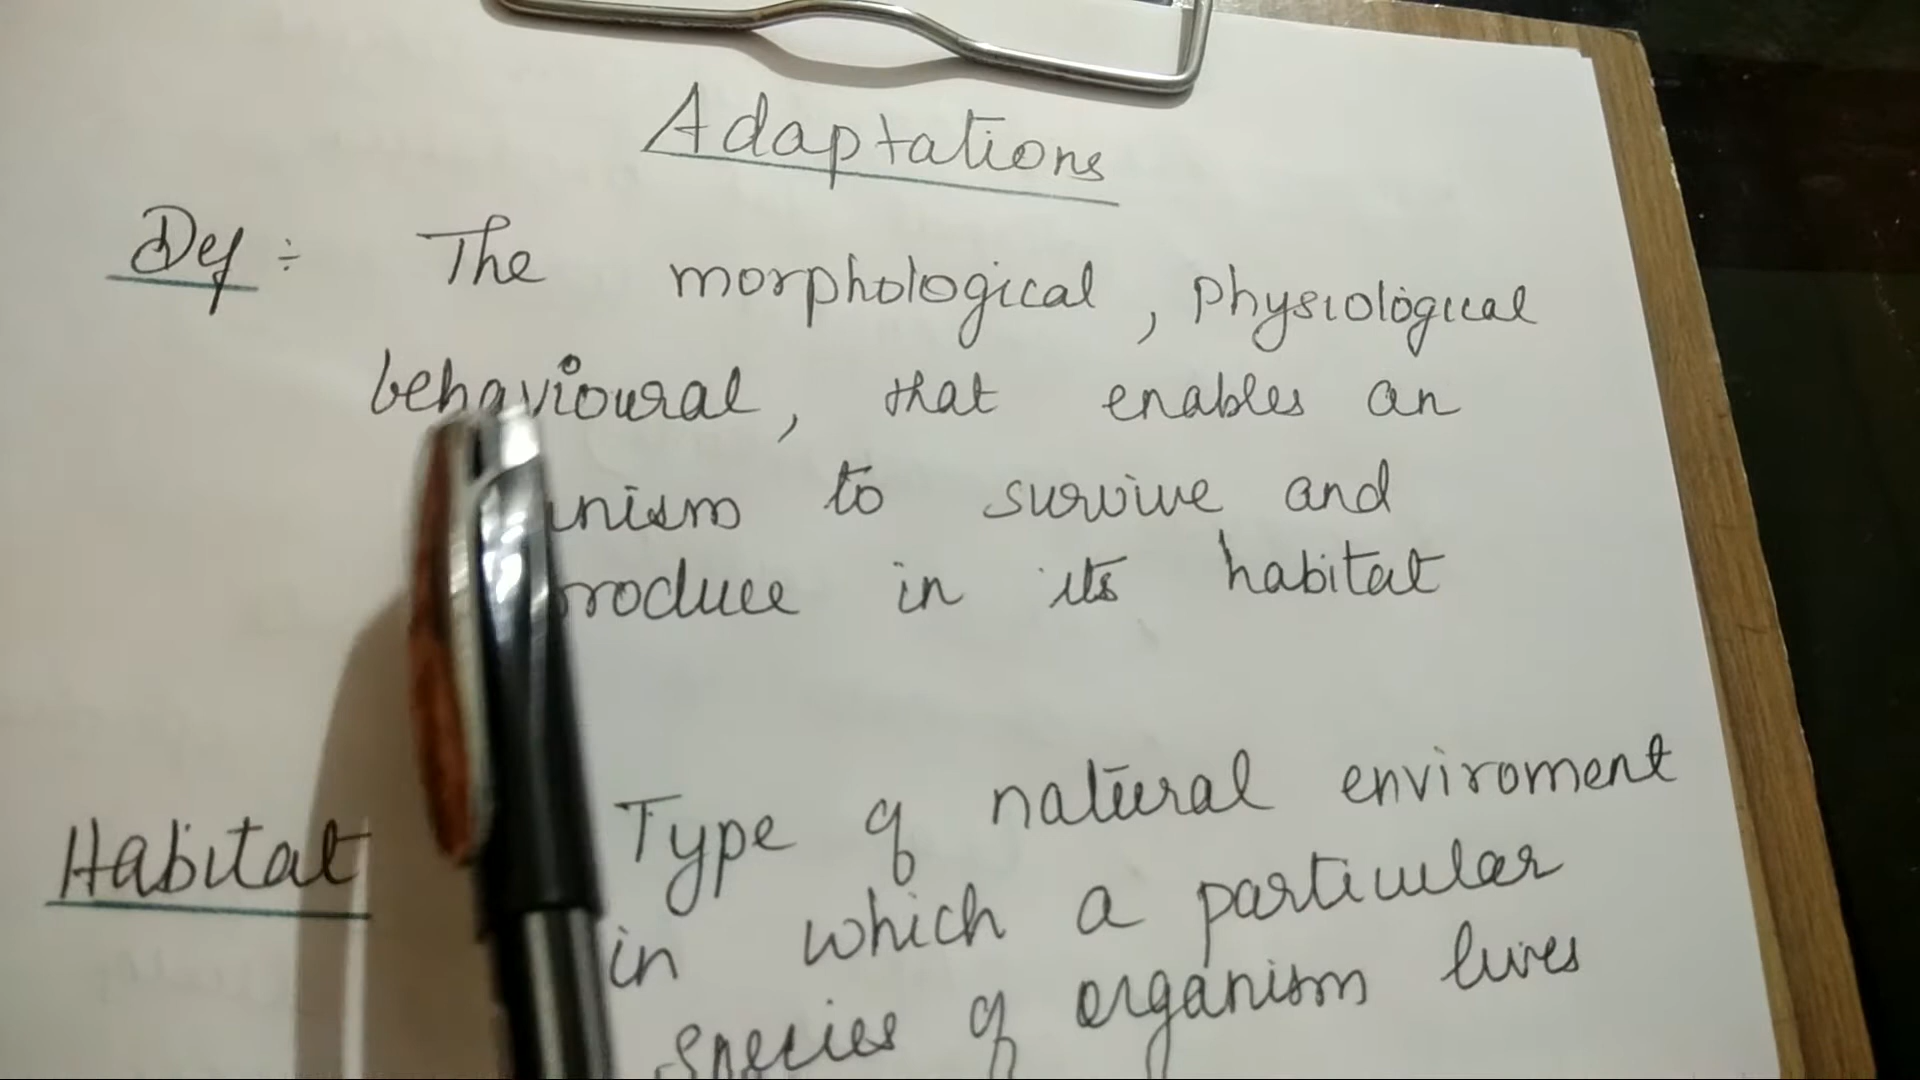 Adaptations
Def ÷ The morphological, physiological
behavioural, that enables an
nism to survive and
roduce in its habitat
Habitat Type of natural enviroment
in which a particular
species of organism lives